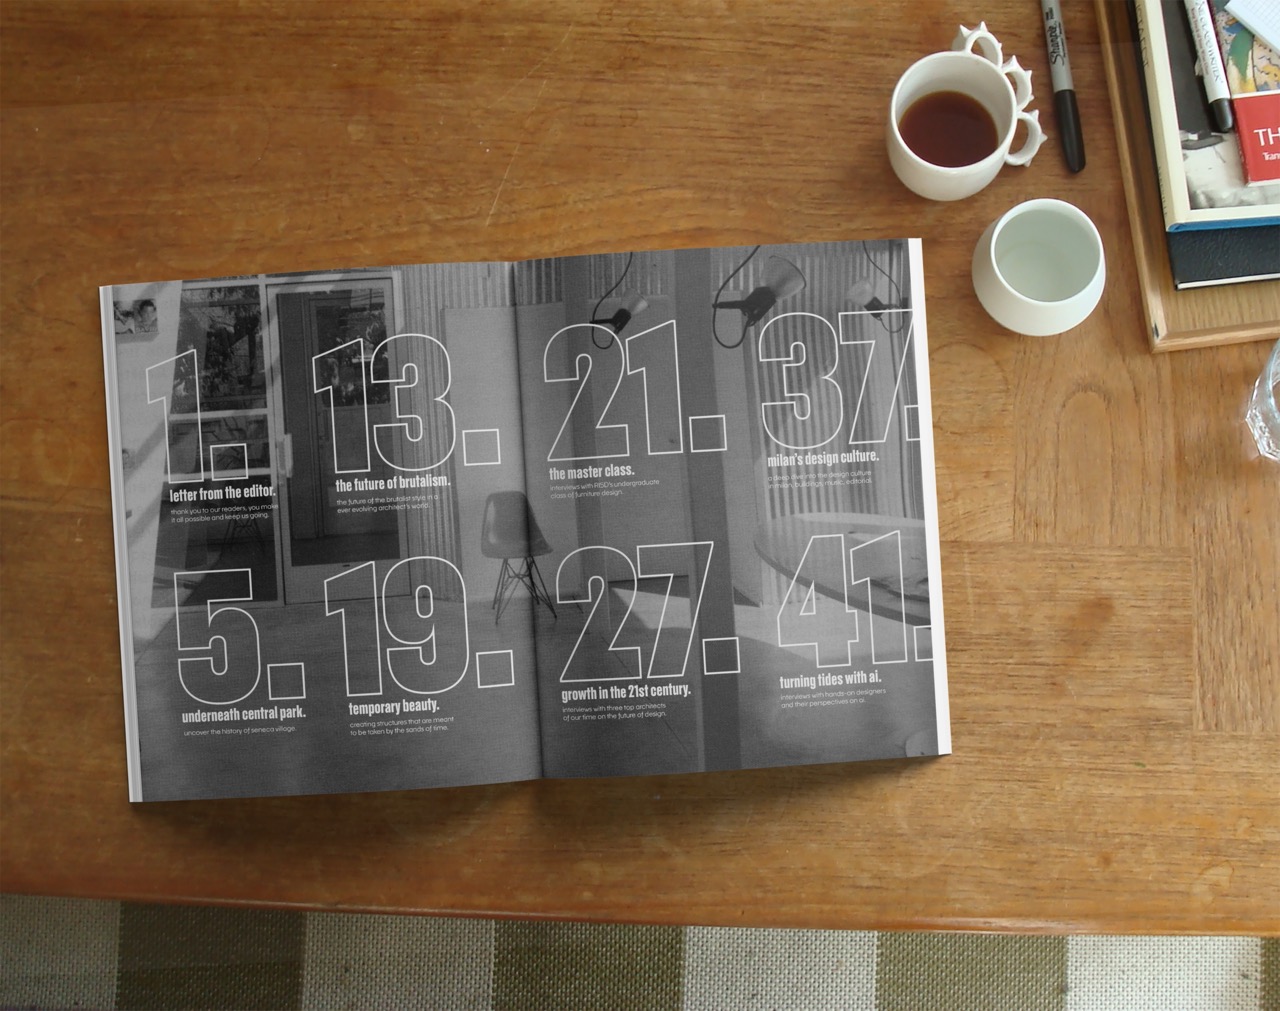 1.
letter from the editor.
thank you to our readers, you make
it all possible and keep us going.
13.
the future of brutalism.
the future of the brutalist style in a
ever evolving architect's world.
21.
the master class.
interviews with RISD's undergraduate
class of furniture design.
37.
milan's design culture.
a deep dive into the design culture
in milan, buildings, music, editorial.
5.
underneath central park.
uncover the history of seneca village.
19.
temporary beauty.
creating structures that are meant
to be taken by the sands of time.
27.
growth in the 21st century.
interviews with three top architects
of our time on the future of design.
41.
turning tides with ai.
interviews with hands-on designers
and their perspectives on ai.
Sharpie
TH